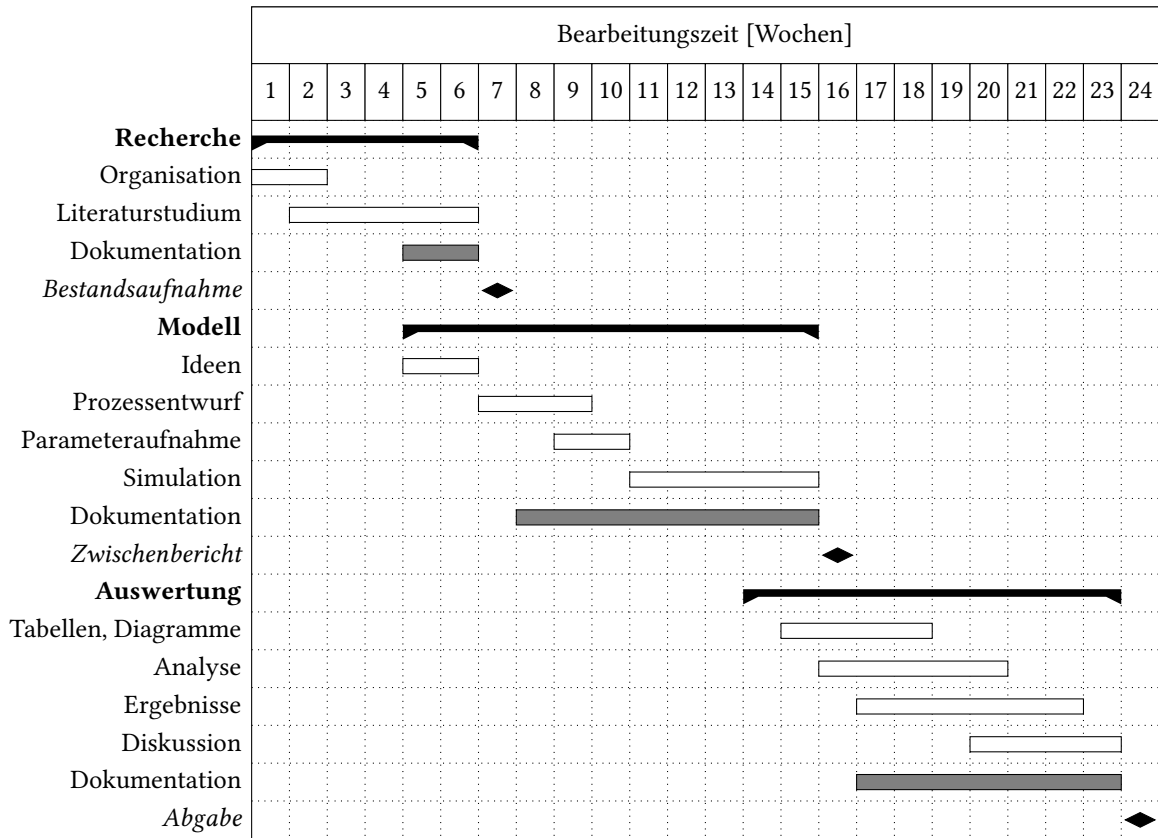 Bearbeitungszeit [Wochen]
1 2 3 4 5 6 7 8 9 10 11 12 13 14 15 16 17 18 19 20 21 22 23 24
Recherche
Organisation
Literaturstudium
Dokumentation
Bestandsaufnahme
Modell
Ideen
Prozessentwurf
Parameteraufnahme
Simulation
Dokumentation
Zwischenbericht
Auswertung
Tabellen, Diagramme
Analyse
Ergebnisse
Diskussion
Dokumentation
Abgabe